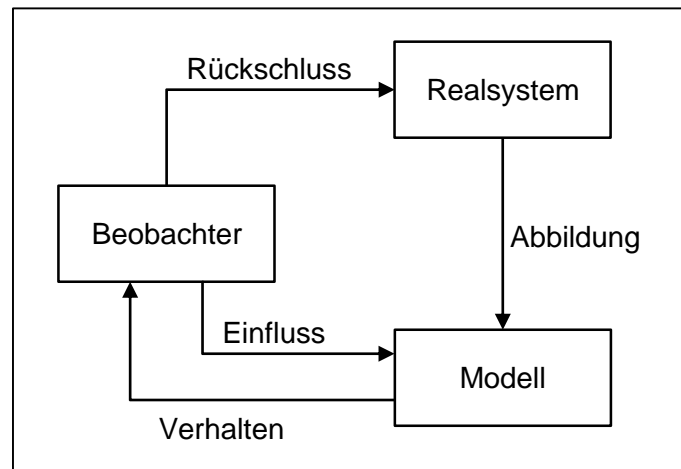 Rückschluss
Realsystem
Beobachter
Abbildung
Einfluss
Modell
Verhalten